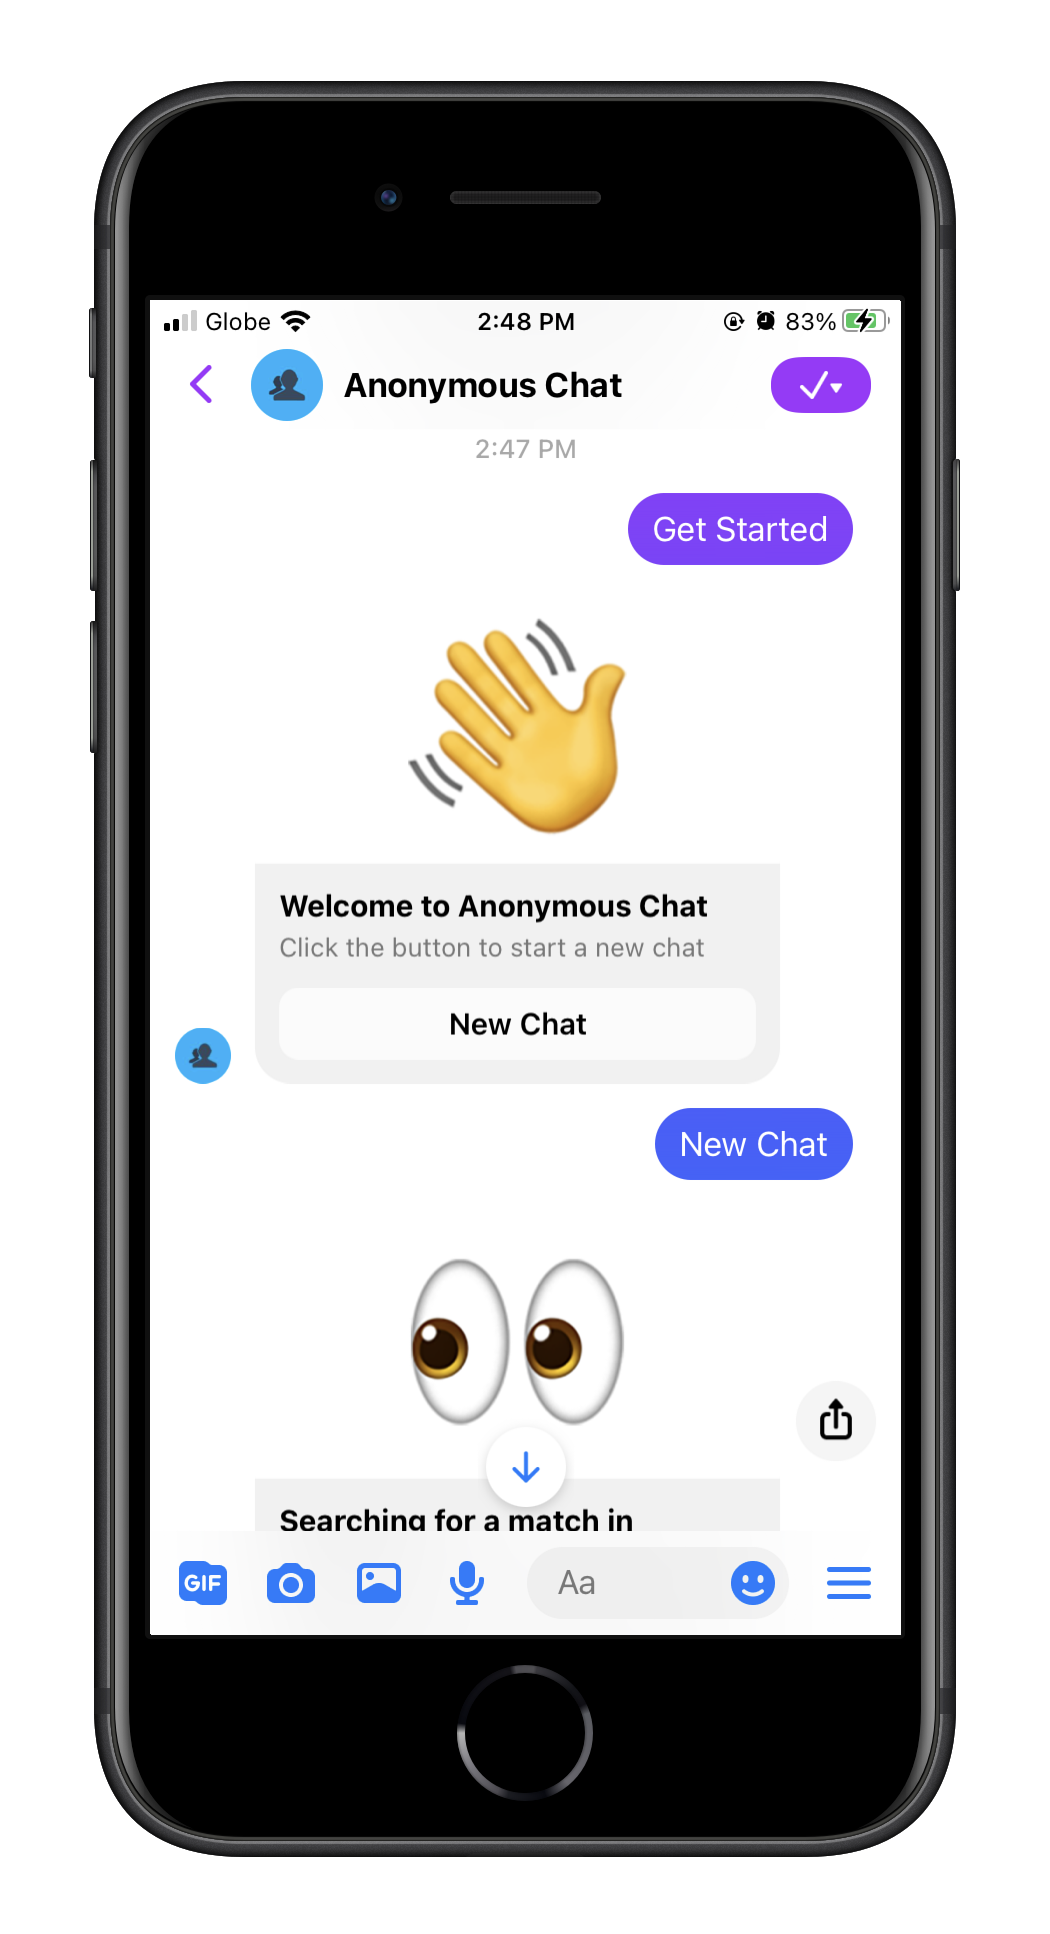 Globe 2:48 PM 83%
Anonymous Chat
2:47 PM
Get Started
Welcome to Anonymous Chat
Click the button to start a new chat
New Chat
New Chat
Searching for a match in
GIF Aa